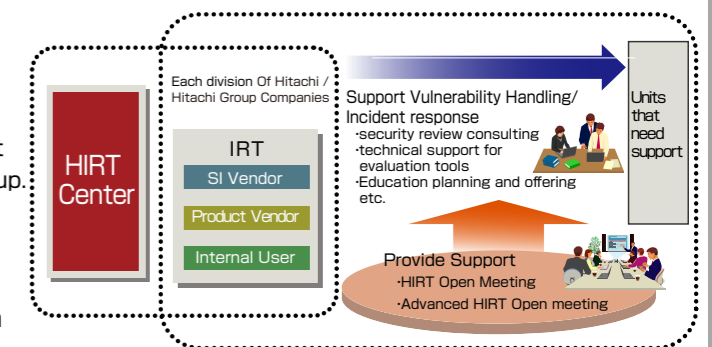 t
up.
n
HIRT
Center
Each division Of Hitachi /
Hitachi Group Companies
IRT
SI Vendor
Product Vendor
Internal User
Support Vulnerability Handling/
Incident response
・security review consulting
・technical support for
evaluation tools
・Education planning and offering
etc.
Units
that
need
support
Provide Support
・HIRT Open Meeting
・Advanced HIRT Open meeting